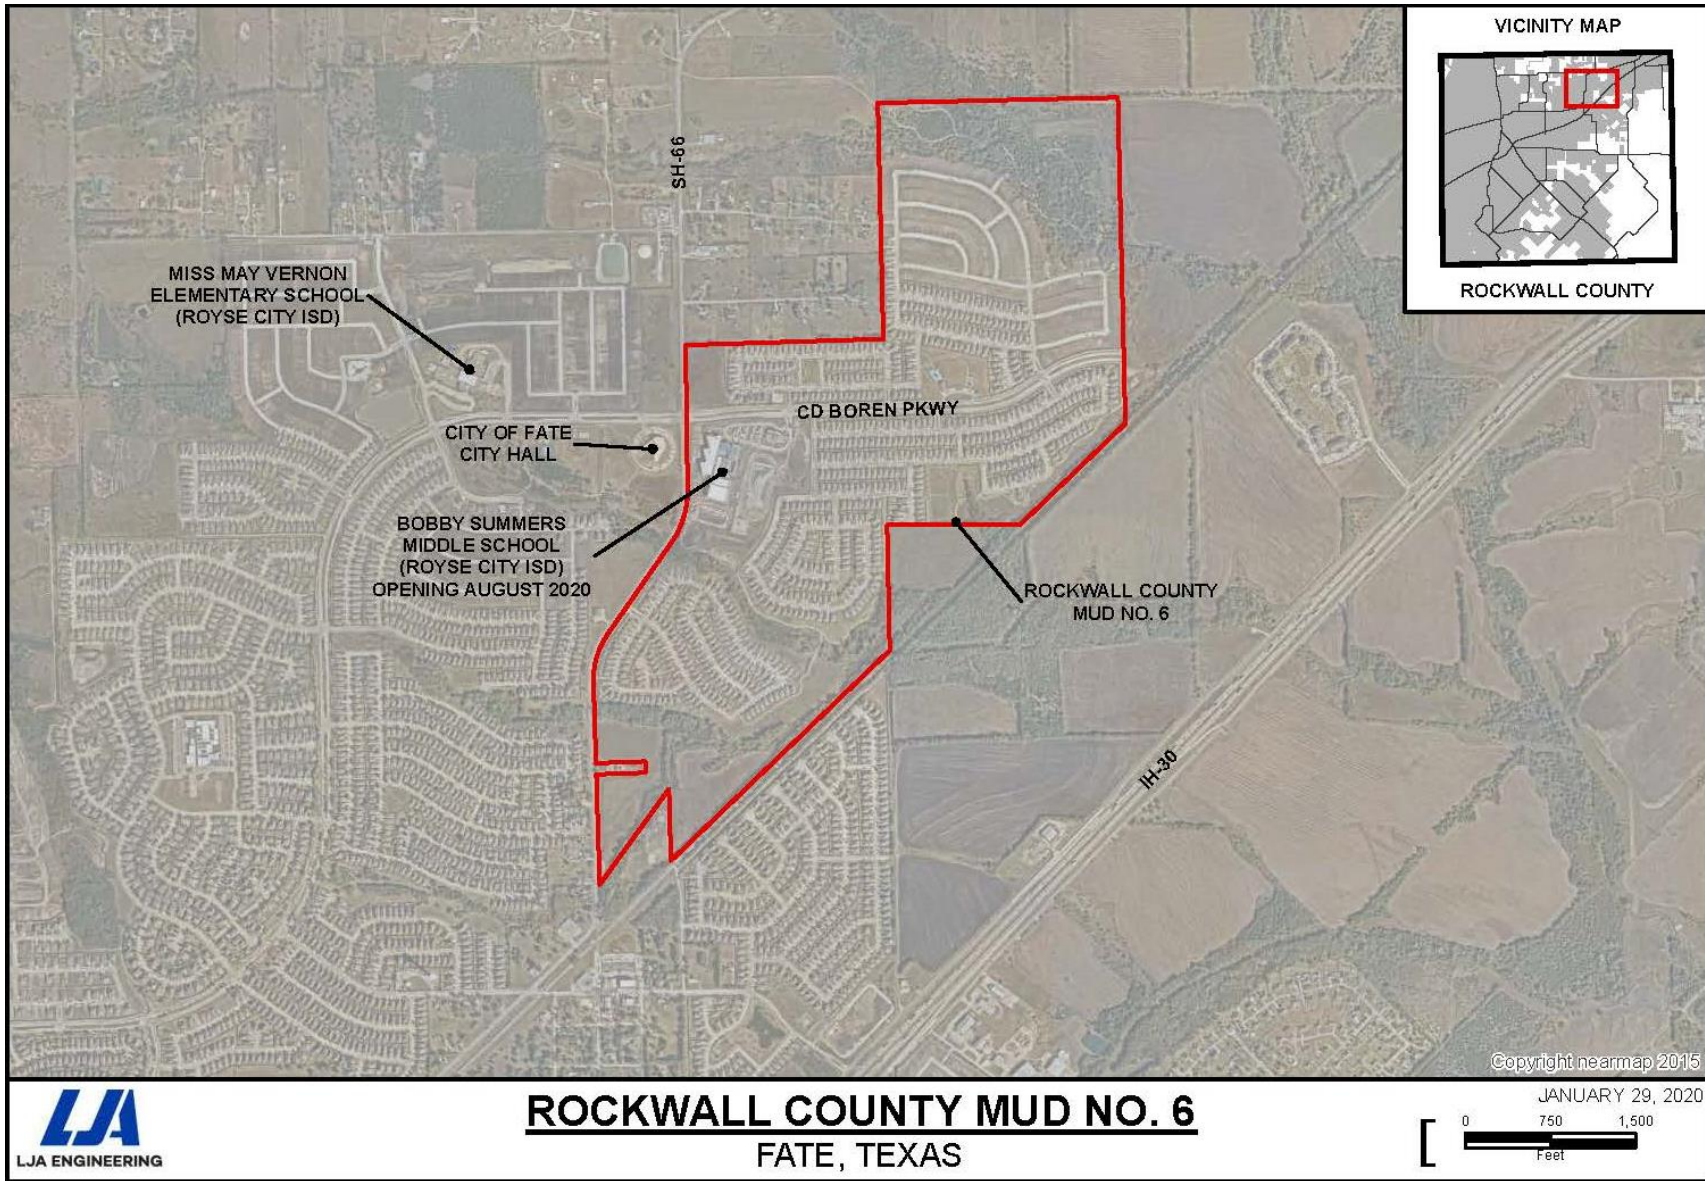 VICINITY MAP
ROCKWALL COUNTY
SH-66
MISS MAY VERNON
ELEMENTARY SCHOOL
(ROYSE CITY ISD)
CD BOREN PKWY
CITY OF FATE
CITY HALL
BOBBY SUMMERS
MIDDLE SCHOOL
(ROYSE CITY ISD)
OPENING AUGUST 2020
ROCKWALL COUNTY
MUD NO. 6
IH-30
Copyright nearmap 2015
LJA
LJA ENGINEERING
ROCKWALL COUNTY MUD NO. 6
FATE, TEXAS
JANUARY 29, 2020
[
0 750 1,500
Feet